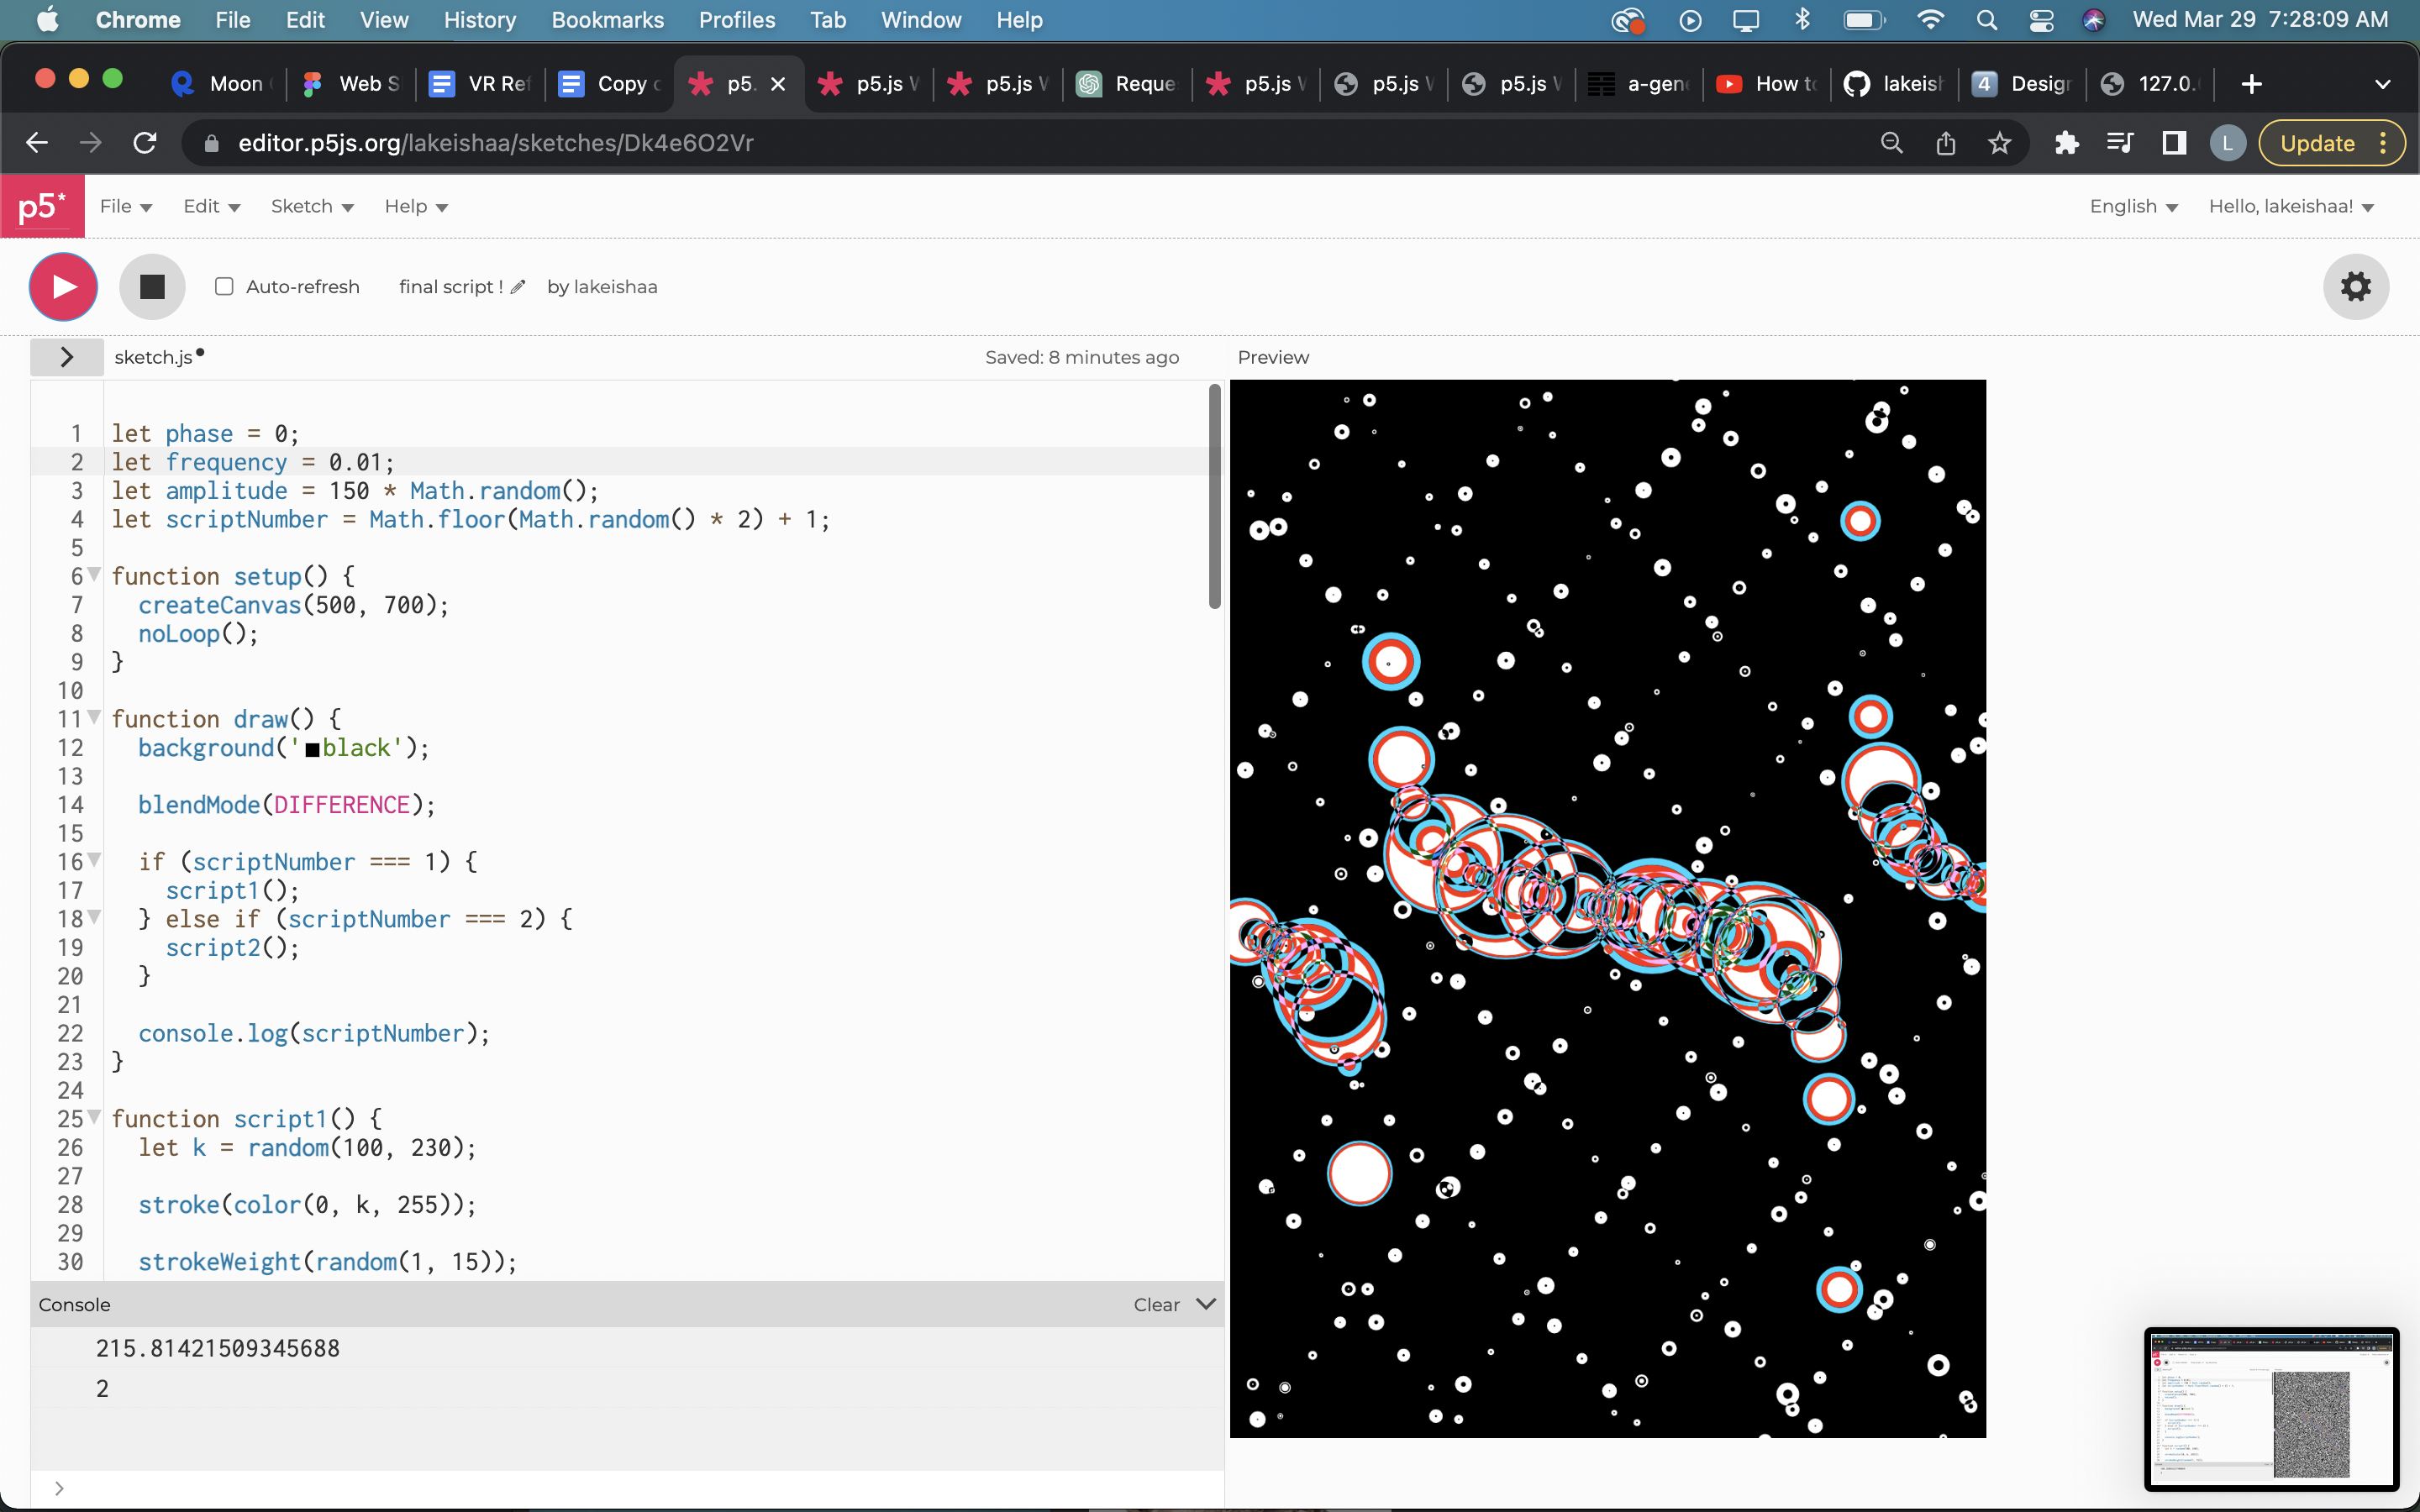 Chrome File Edit View History Bookmarks Profiles Tab Window Help Wed Mar 29 7:28:09 AM
Moon Web S VR Ref Copy o p5. p5.js W p5.js W Reque p5.js W p5.js W p5.js W a-gene How to lakeish 4 Design 127.0.
editor.p5js.org/lakeishaa/sketches/Dk4e6O2Vr L Update
p5* File Edit Sketch Help English Hello, lakeishaa!
Auto-refresh final script ! by lakeishaa
sketch.js Saved: 8 minutes ago Preview
1 let phase = 0;
2 let frequency = 0.01;
3 let amplitude = 150 * Math.random();
4 let scriptNumber = Math.floor(Math.random() * 2) + 1;
5
6 function setup() {
7 createCanvas(500, 700);
8 noLoop();
9 }
10
11 function draw() {
12 background('black');
13
14 blendMode(DIFFERENCE);
15
16 if (scriptNumber === 1) {
17 script1();
18 } else if (scriptNumber === 2) {
19 script2();
20 }
21
22 console.log(scriptNumber);
23 }
24
25 function script1() {
26 let k = random(100, 230);
27
28 stroke(color(0, k, 255));
29
30 strokeWeight(random(1, 15));
Console Clear
215.81421509345688
2